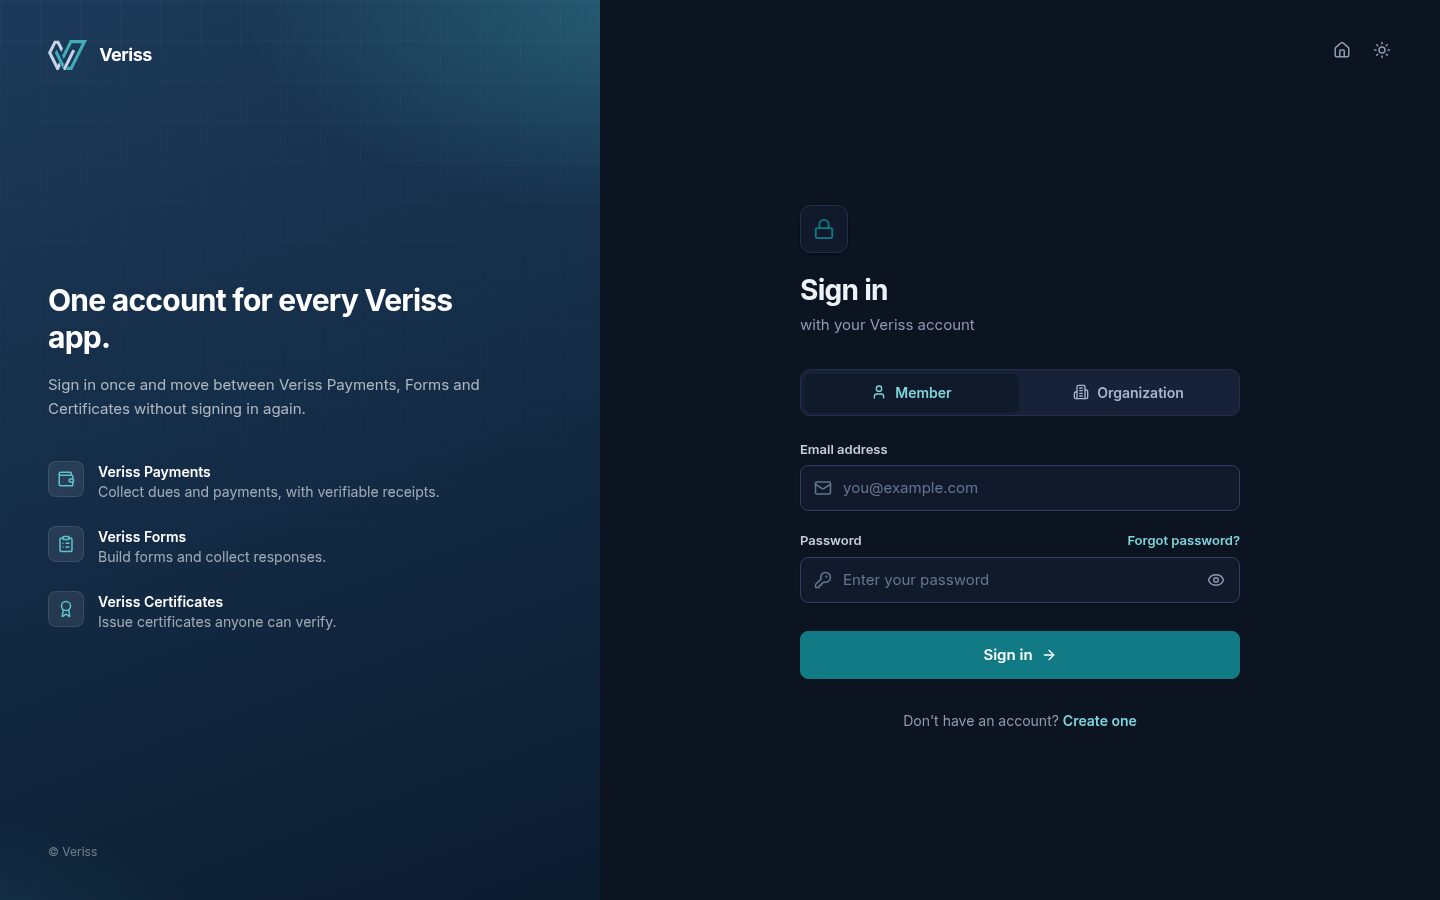 Veriss
One account for every Veriss
app.
Sign in once and move between Veriss Payments, Forms and
Certificates without signing in again.
Veriss Payments
Collect dues and payments, with verifiable receipts.
Veriss Forms
Build forms and collect responses.
Veriss Certificates
Issue certificates anyone can verify.
© Veriss
Sign in
with your Veriss account
Member
Organization
Email address
you@example.com
Password
Forgot password?
Enter your password
Sign in
Don't have an account? Create one